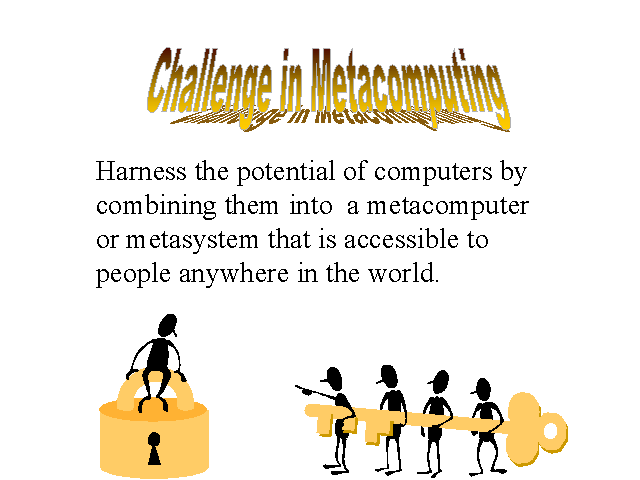 Challenge in Metacomputing
Harness the potential of computers by
combining them into a metacomputer
or metasystem that is accessible to
people anywhere in the world.